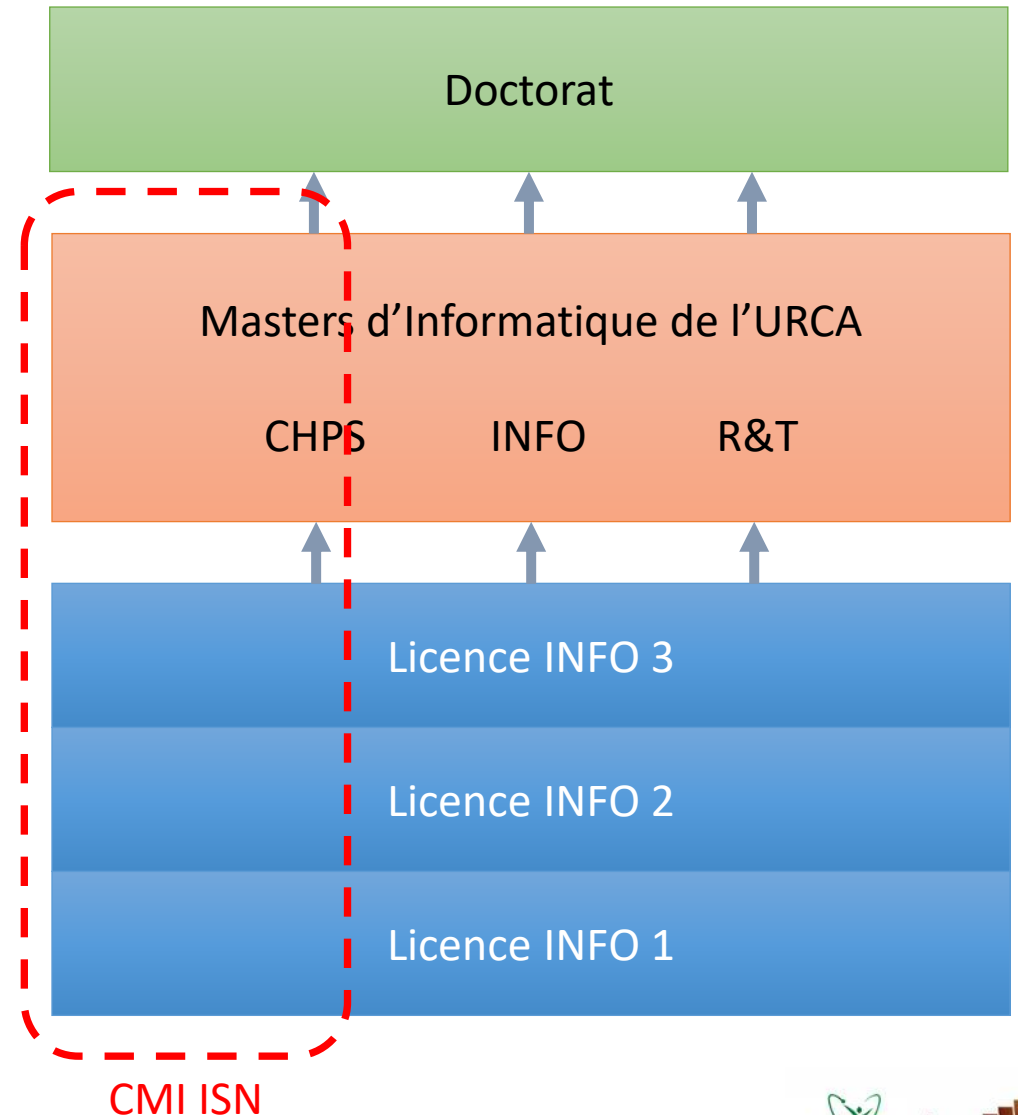 Doctorat
Masters d’Informatique de l’URCA
CHPS INFO R&T
Licence INFO 3
Licence INFO 2
Licence INFO 1
CMI ISN